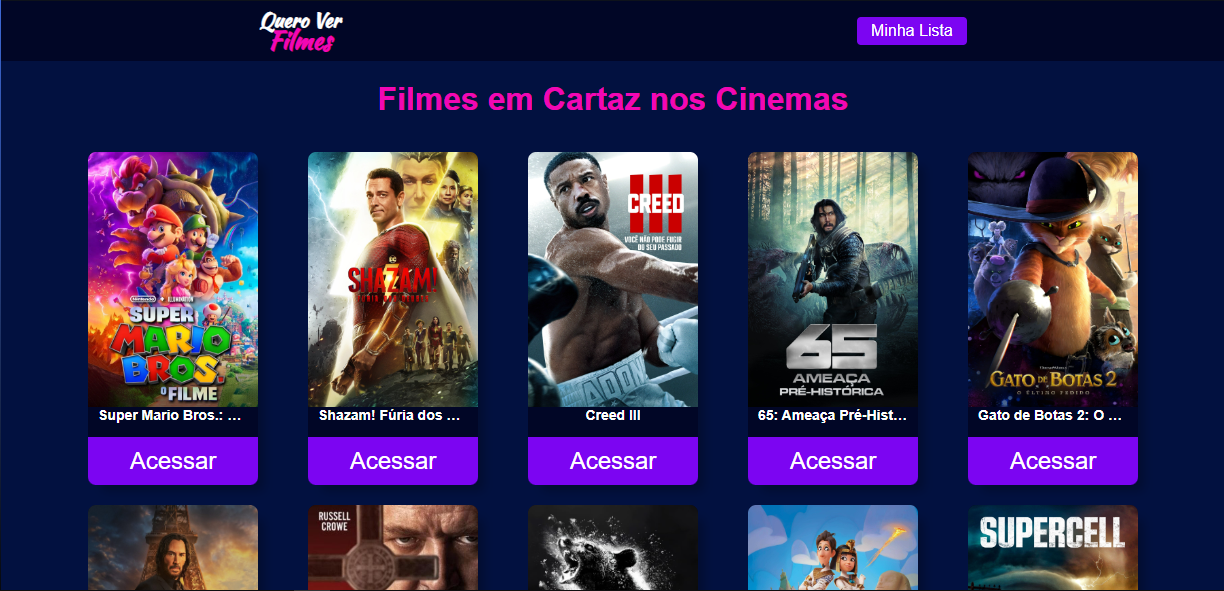 Quero Ver
Filmes
Minha Lista
Filmes em Cartaz nos Cinemas
Nintendo + ILLUMINATION
SUPER
MARIO
BROS.
O FILME
Super Mario Bros.: ...
Acessar
DC
SHAZAM!
FÚRIA DOS DEUSES
Shazam! Fúria dos ...
Acessar
CREED
III
VOCÊ NÃO PODE FUGIR
DO SEU PASSADO
ADON
Creed III
Acessar
65
AMEAÇA
PRÉ-HISTÓRICA
65: Ameaça Pré-Hist...
Acessar
GATO DE BOTAS 2
O ÚLTIMO PEDIDO
Gato de Botas 2: O ...
Acessar
RUSSELL
CROWE
SUPERCELL